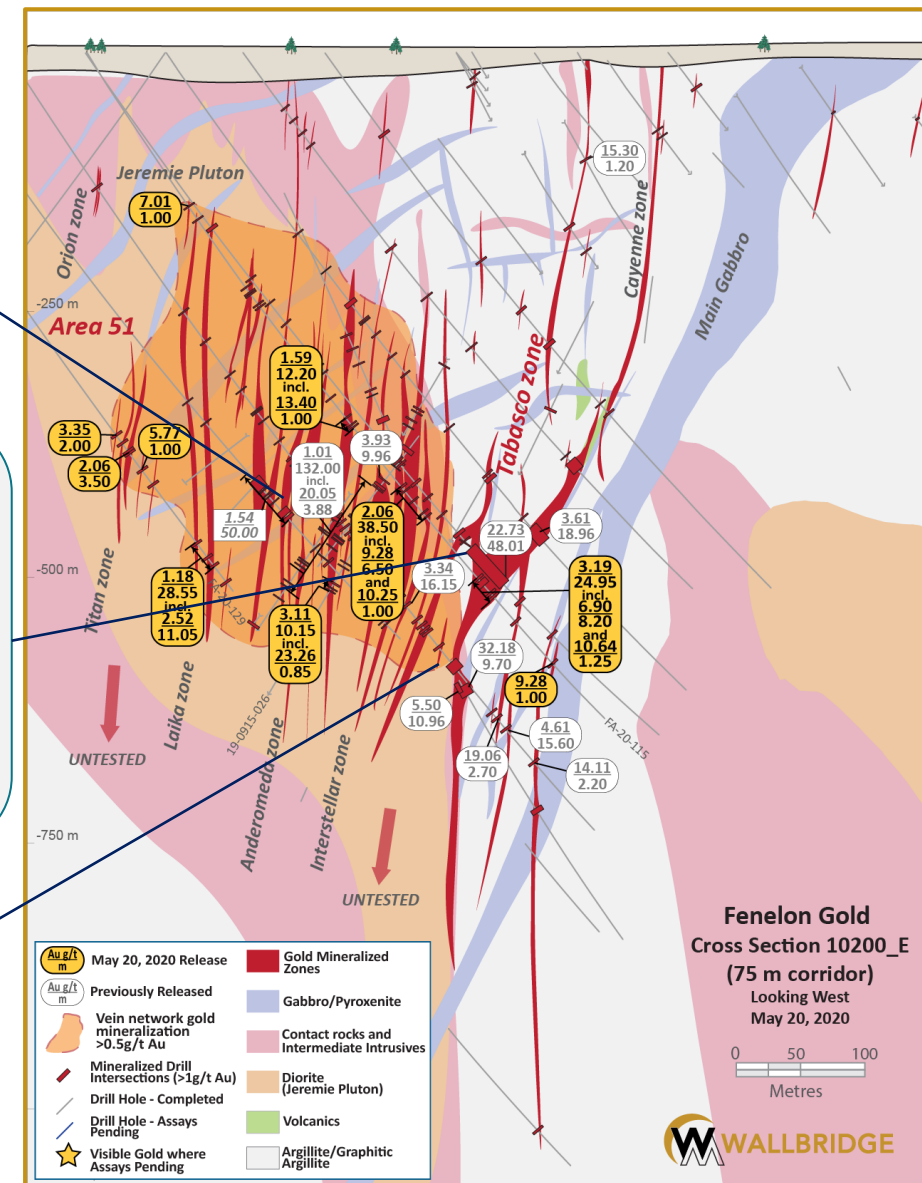 15.30
1.20
Jeremie Pluton
7.01
1.00
Orion zone
Cayenne zone
Main Gabbro
-250 m
Area 51
Tabasco zone
1.59
12.20
incl.
13.40
1.00
3.35
2.00
5.77
1.00
2.06
3.50
1.01
132.00
incl.
20.05
3.88
3.93
9.96
1.54
50.00
2.06
38.50
incl.
9.28
6.50
and
10.25
1.00
22.73
48.01
3.61
18.96
-500 m
3.34
16.15
3.19
24.95
incl.
6.90
8.20
and
10.64
1.25
Titan zone
1.18
28.55
incl.
2.52
11.05
3.11
10.15
incl.
23.26
0.85
32.18
9.70
9.28
1.00
5.50
10.96
Laika zone
19-0915-026
4.61
15.60
FA-20-115
19.06
2.70
14.11
2.20
UNTESTED
Anderomeda zone
Interstellar zone
-750 m
UNTESTED
Fenelon Gold
Cross Section 10200_E
(75 m corridor)
Looking West
May 20, 2020
0 50 100
Metres
Au g/t
m
May 20, 2020 Release
Au g/t
m
Previously Released
Vein network gold
mineralization
>0.5g/t Au
Mineralized Drill
Intersections (>1g/t Au)
Drill Hole - Completed
Drill Hole - Assays
Pending
Visible Gold where
Assays Pending
Gold Mineralized
Zones
Gabbro/Pyroxenite
Contact rocks and
Intermediate Intrusives
Diorite
(Jeremie Pluton)
Volcanics
Argillite/Graphitic
Argillite
WALLBRIDGE